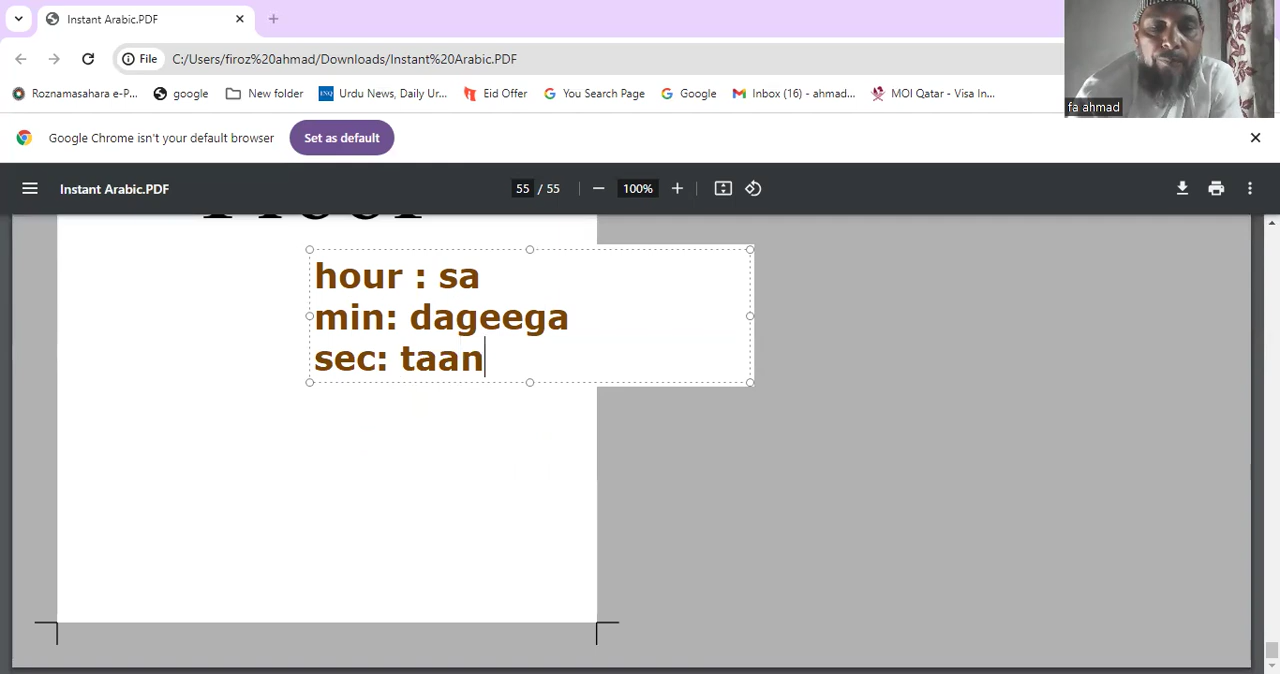 Instant Arabic.PDF
File
C:/Users/firoz%20ahmad/Downloads/Instant%20Arabic.PDF
Roznamasahara e-P...
google
New folder
Urdu News, Daily Ur...
Eid Offer
You Search Page
Google
Inbox (16) - ahmad...
MOI Qatar - Visa In...
fa ahmad
Google Chrome isn't your default browser
Set as default
Instant Arabic.PDF
55 / 55
100%
hour : sa
min: dageega
sec: taan